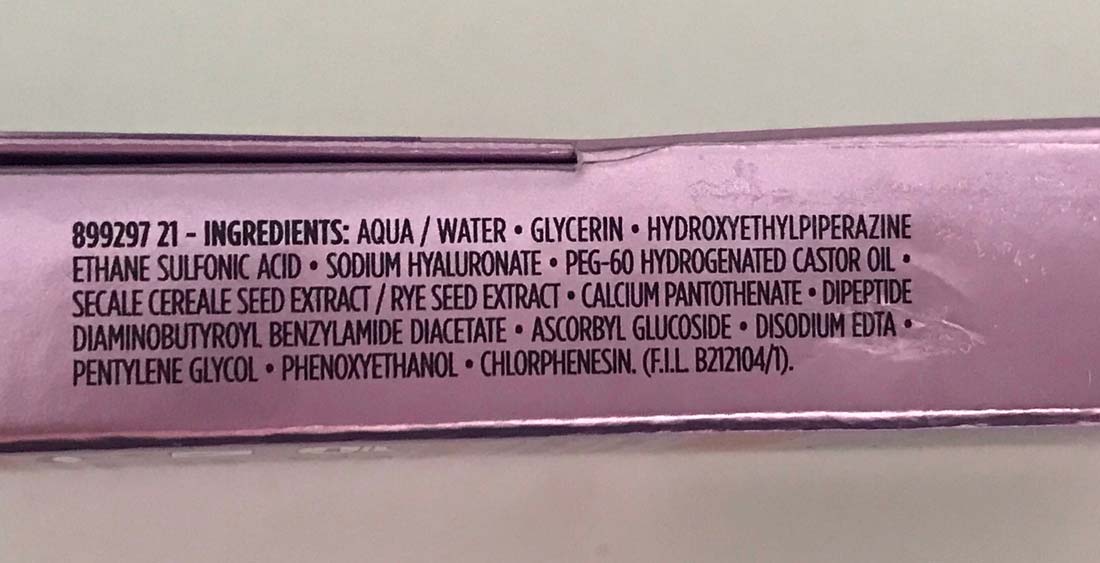 899297 21 - INGREDIENTS: AQUA / WATER • GLYCERIN • HYDROXYETHYLPIPERAZINE
ETHANE SULFONIC ACID • SODIUM HYALURONATE • PEG-60 HYDROGENATED CASTOR OIL •
SECALE CEREALE SEED EXTRACT / RYE SEED EXTRACT • CALCIUM PANTOTHENATE • DIPEPTIDE
DIAMINOBUTYROYL BENZYLAMIDE DIACETATE • ASCORBYL GLUCOSIDE • DISODIUM EDTA •
PENTYLENE GLYCOL • PHENOXYETHANOL • CHLORPHENESIN. (F.I.L. B212104/1).